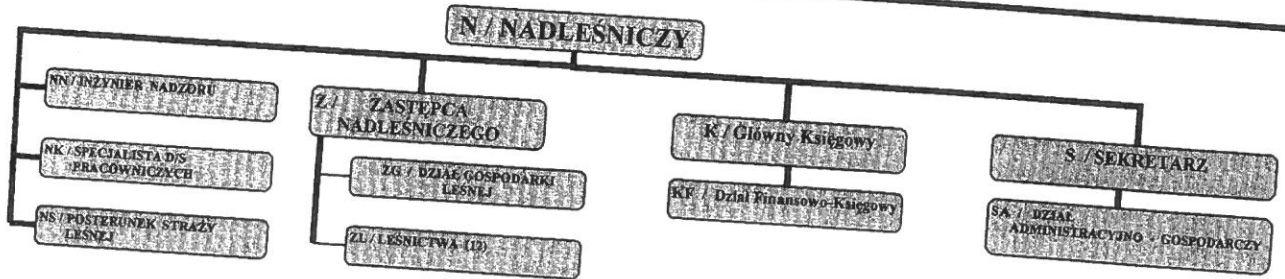 N / NADLEŚNICZY
NN / INŻYNIER NADZORU
NK / SPECJALISTA D/S
PRACOWNICZYCH
NS / POSTERUNEK STRAŻY
LEŚNEJ
Z / ZASTĘPCA
NADLEŚNICZEGO
ZG / DZIAŁ GOSPODARKI
LEŚNEJ
ZL / LEŚNICTWA (12)
K / Główny Księgowy
KF / Dział Finansowo-Księgowy
S / SEKRETARZ
SA / DZIAŁ
ADMINISTRACYJNO - GOSPODARCZY